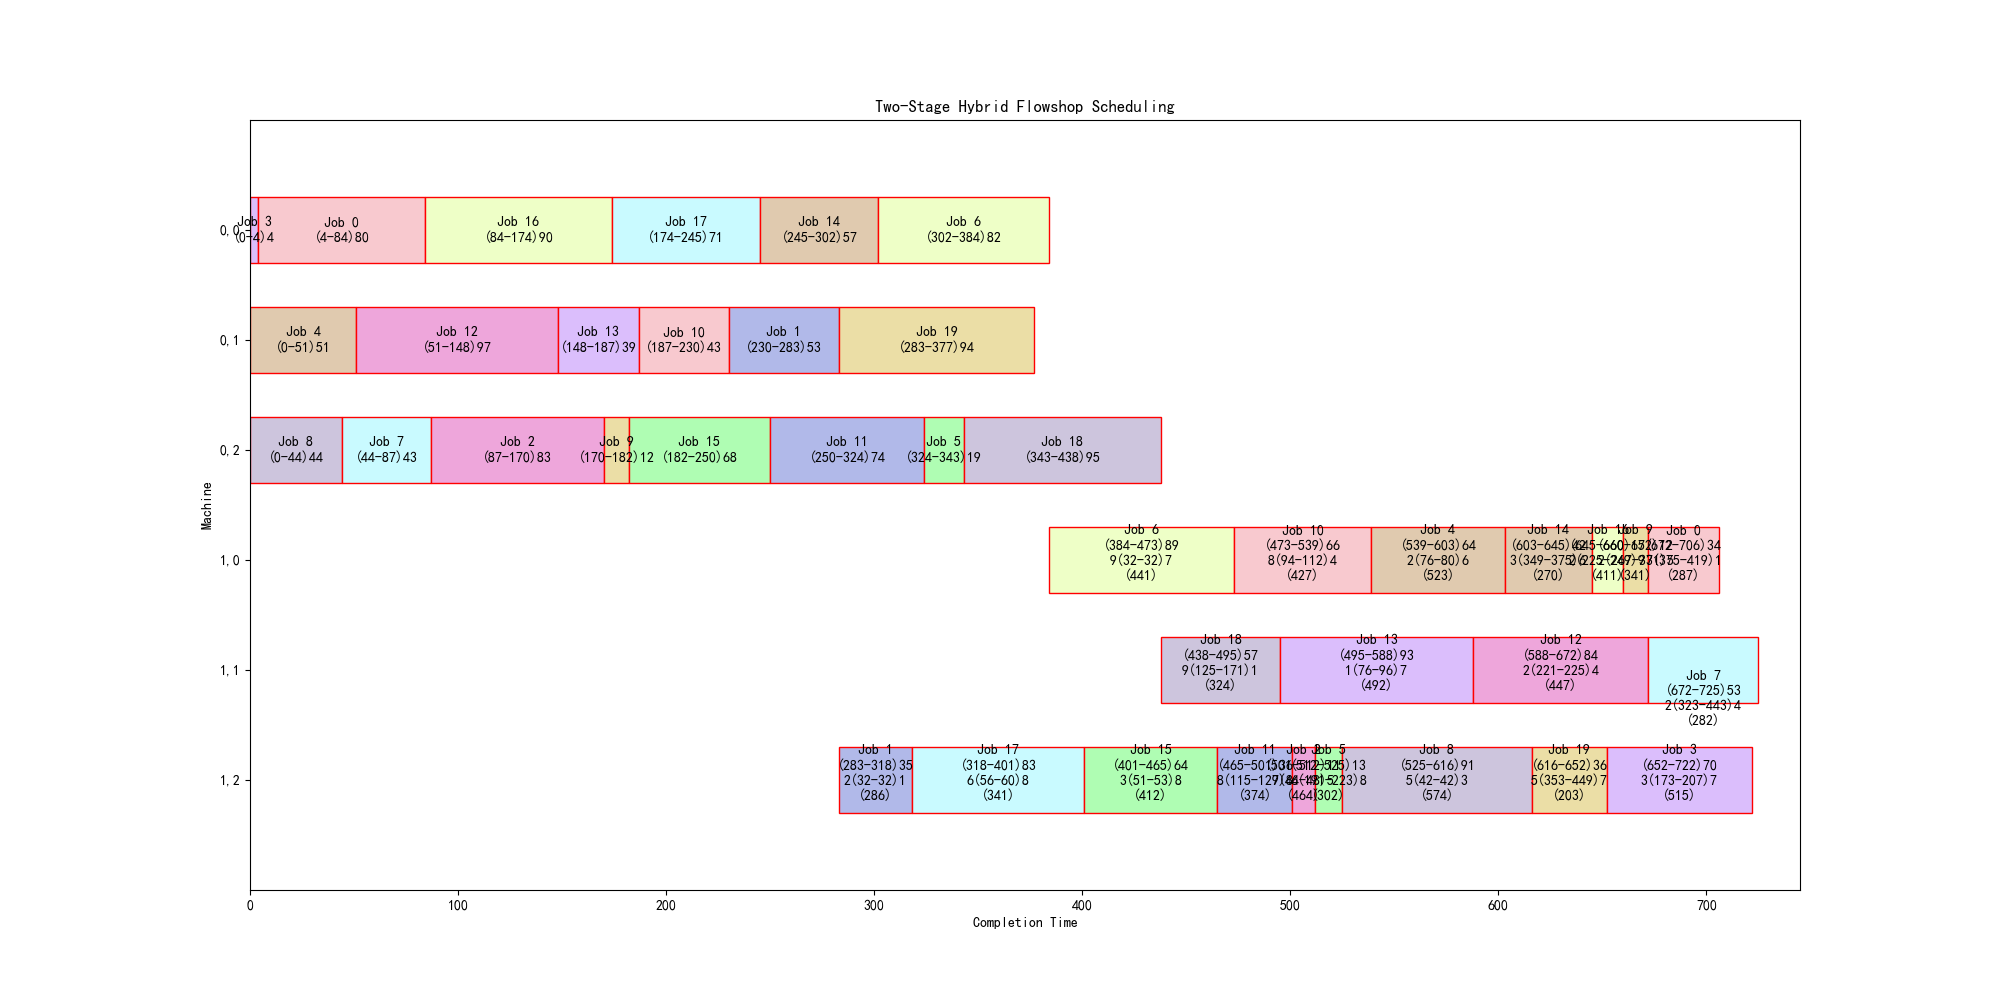 Two-Stage Hybrid Flowshop Scheduling
Machine
0,0
Job 3
(0-4)4
Job 0
(4-84)80
Job 16
(84-174)90
Job 17
(174-245)71
Job 14
(245-302)57
Job 6
(302-384)82
0,1
Job 4
(0-51)51
Job 12
(51-148)97
Job 13
(148-187)39
Job 10
(187-230)43
Job 1
(230-283)53
Job 19
(283-377)94
0,2
Job 8
(0-44)44
Job 7
(44-87)43
Job 2
(87-170)83
Job 9
(170-182)12
Job 15
(182-250)68
Job 11
(250-324)74
Job 5
(324-343)19
Job 18
(343-438)95
1,0
Job 6
(384-473)89
9(32-32)7
(441)
Job 10
(473-539)66
8(94-112)4
(427)
Job 4
(539-603)64
2(76-80)6
(523)
Job 14
(603-645)42
3(349-375)6
(270)
Job 16
(411)
Job 9
(341)
Job 0
(672-706)34
(375-419)1
(287)
1,1
Job 18
(438-495)57
9(125-171)1
(324)
Job 13
(495-588)93
1(76-96)7
(492)
Job 12
(588-672)84
2(221-225)4
(447)
Job 7
(672-725)53
2(323-443)4
(282)
1,2
Job 1
(283-318)35
2(32-32)1
(286)
Job 17
(318-401)83
6(56-60)8
(341)
Job 15
(401-465)64
3(51-53)8
(412)
Job 11
(374)
Job 2
(464)
Job 5
(302)
Job 8
(525-616)91
5(42-42)3
(574)
Job 19
(616-652)36
5(353-449)7
(203)
Job 3
(652-722)70
3(173-207)7
(515)
0
100
200
300
400
500
600
700
Completion Time